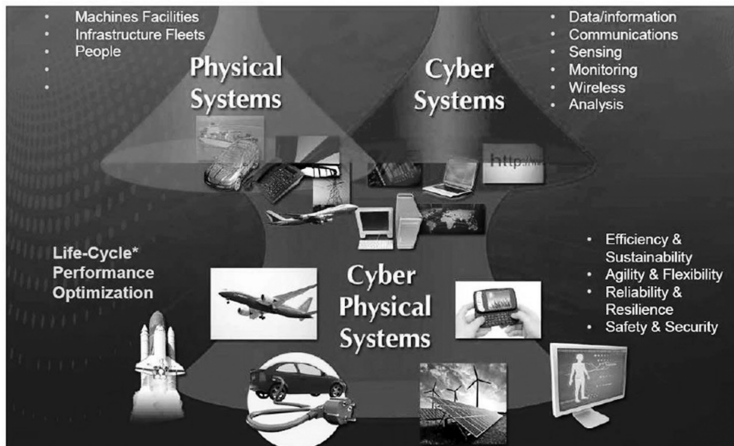 • Machines Facilities
• Infrastructure Fleets
• People
•
•
Physical
Systems
Cyber
Systems
• Data/information
• Communications
• Sensing
• Monitoring
• Wireless
• Analysis
http://
Life-Cycle*
Performance
Optimization
Cyber
Physical
Systems
• Efficiency &
Sustainability
• Agility & Flexibility
• Reliability &
Resilience
• Safety & Security